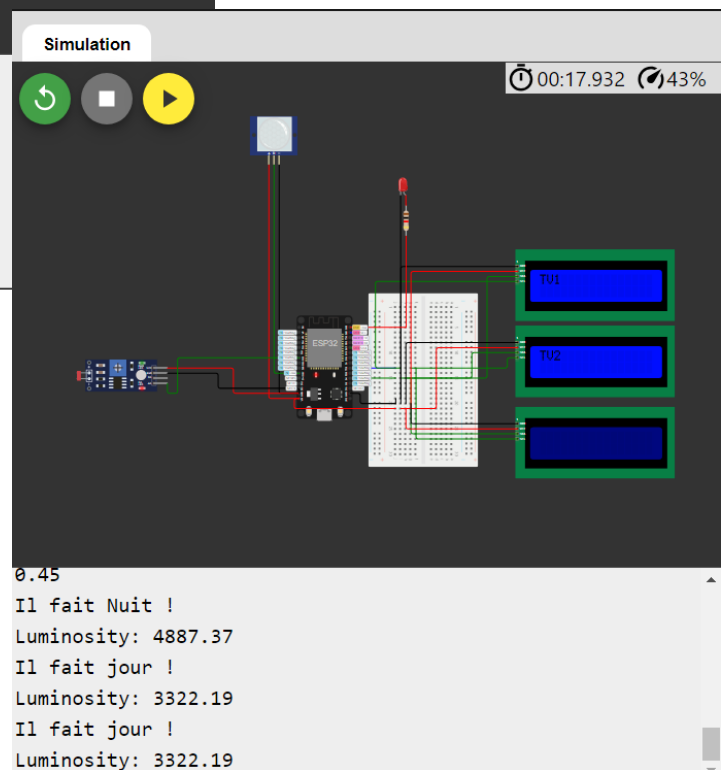 Simulation
00:17.932 43%
TV1
ESP32
TV2
0.45
Il fait Nuit !
Luminosity: 4887.37
Il fait jour !
Luminosity: 3322.19
Il fait jour !
Luminosity: 3322.19